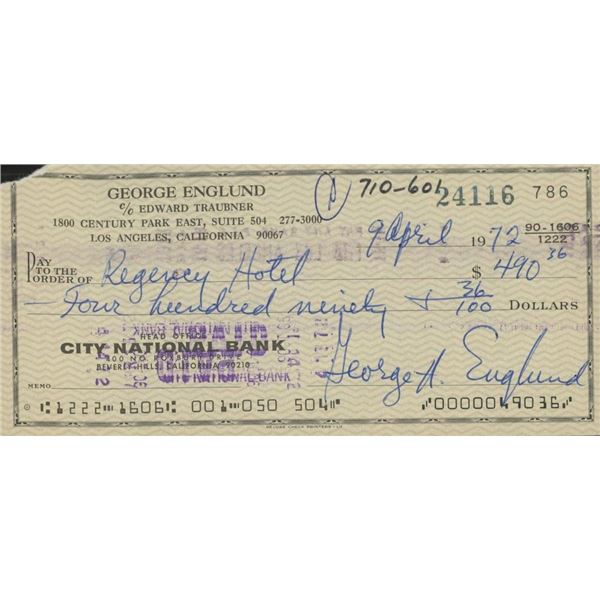 GEORGE ENGLUND
c/o EDWARD TRAUBNER
1800 CENTURY PARK EAST, SUITE 504 277-3000
LOS ANGELES, CALIFORNIA 90067
710-601
24116 786
9 April 1972 90-1606
1222
PAY TO THE ORDER OF Regency Hotel $ 490 36
Four hundred ninety + 36/100 DOLLARS
HEAD OFFICE
CITY NATIONAL BANK
400 NO. ROXBURY DRIVE
BEVERLY HILLS, CALIFORNIA 90210
George H. Englund
MEMO
1222 1606 001 050 504 0000049036
DELUXE CHECK PRINTERS